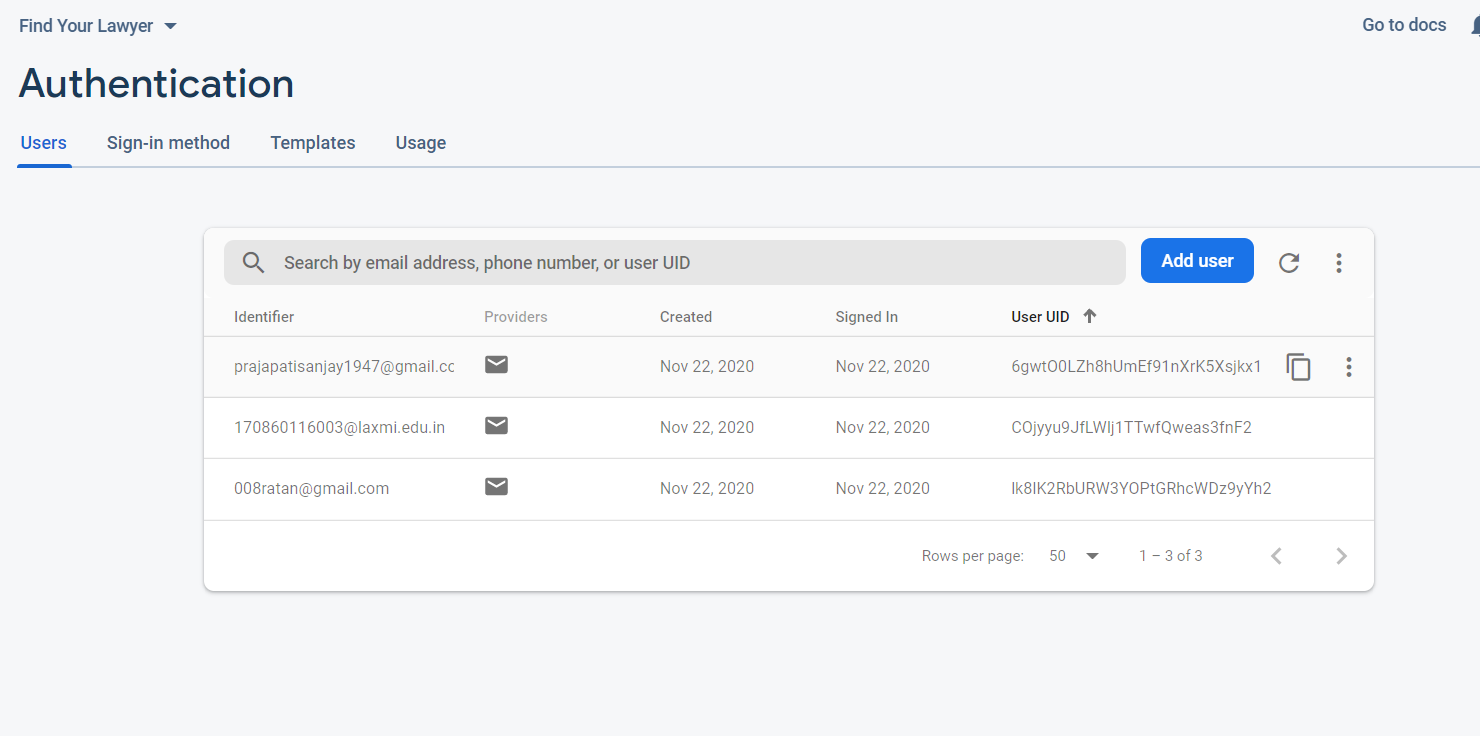 Find Your Lawyer Go to docs
Authentication
Users Sign-in method Templates Usage
Search by email address, phone number, or user UID Add user
Identifier Providers Created Signed In User UID
prajapatisanjay1947@gmail.cc Nov 22, 2020 Nov 22, 2020 6gwtO0LZh8hUmEf91nXrK5Xsjkx1
170860116003@laxmi.edu.in Nov 22, 2020 Nov 22, 2020 COjyyu9JfLWIj1TTwfQweas3fnF2
008ratan@gmail.com Nov 22, 2020 Nov 22, 2020 lk8lK2RbURW3YOPtGRhcWDz9yYh2
Rows per page: 50 1 – 3 of 3